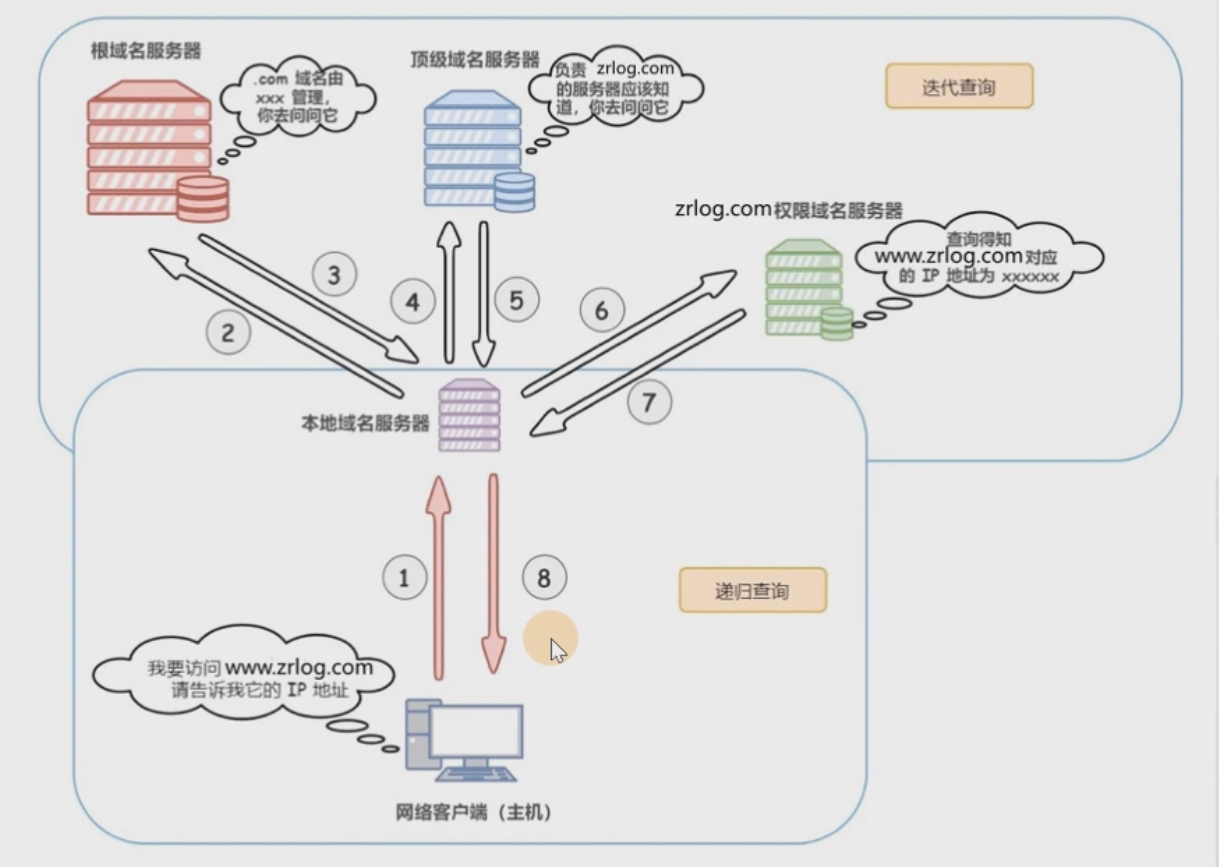 根域名服务器
.com 域名由
xxx 管理，
你去问问它
顶级域名服务器
负责 zrlog.com
的服务器应该知
道，你去问问它
迭代查询
zrlog.com权限域名服务器
查询得知
www.zrlog.com对应
的 IP 地址为 xxxxxx
3
4
5
6
2
7
本地域名服务器
1
8
递归查询
我要访问www.zrlog.com
请告诉我它的 IP 地址
网络客户端（主机）